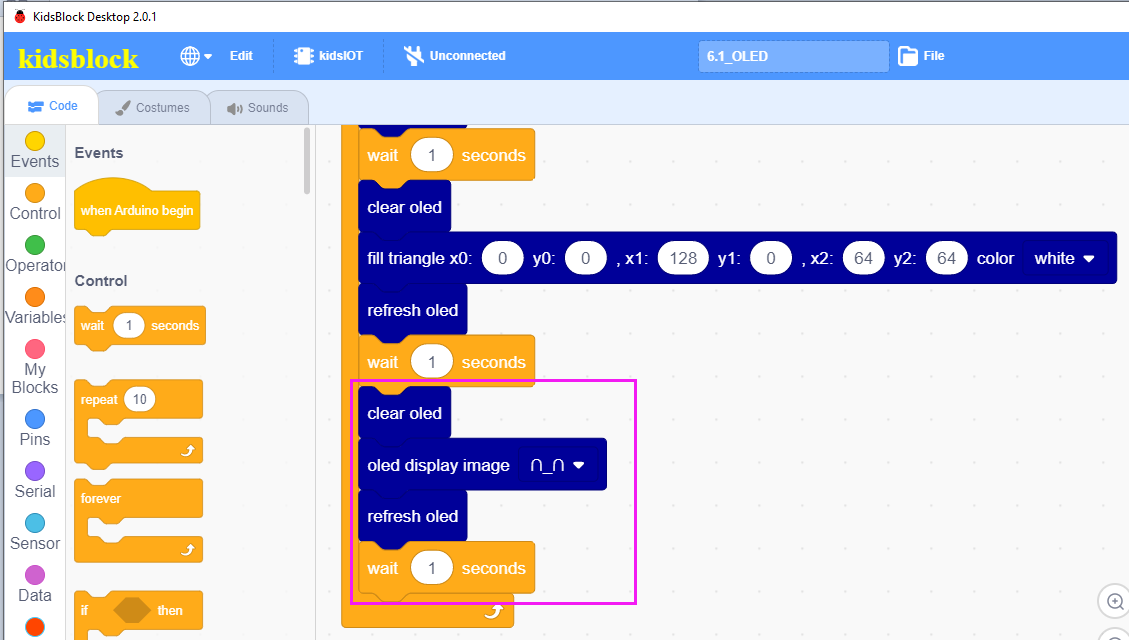 KidsBlock Desktop 2.0.1
kidsblock Edit kidsIOT Unconnected 6.1_OLED File
Code Costumes Sounds
Events
Control
Operator
Variables
My
Blocks
Pins
Serial
Sensor
Data
Events
when Arduino begin
Control
wait 1 seconds
repeat 10
forever
if then
wait 1 seconds
clear oled
fill triangle x0: 0 y0: 0 , x1: 128 y1: 0 , x2: 64 y2: 64 color white
refresh oled
wait 1 seconds
clear oled
oled display image ∩_∩
refresh oled
wait 1 seconds